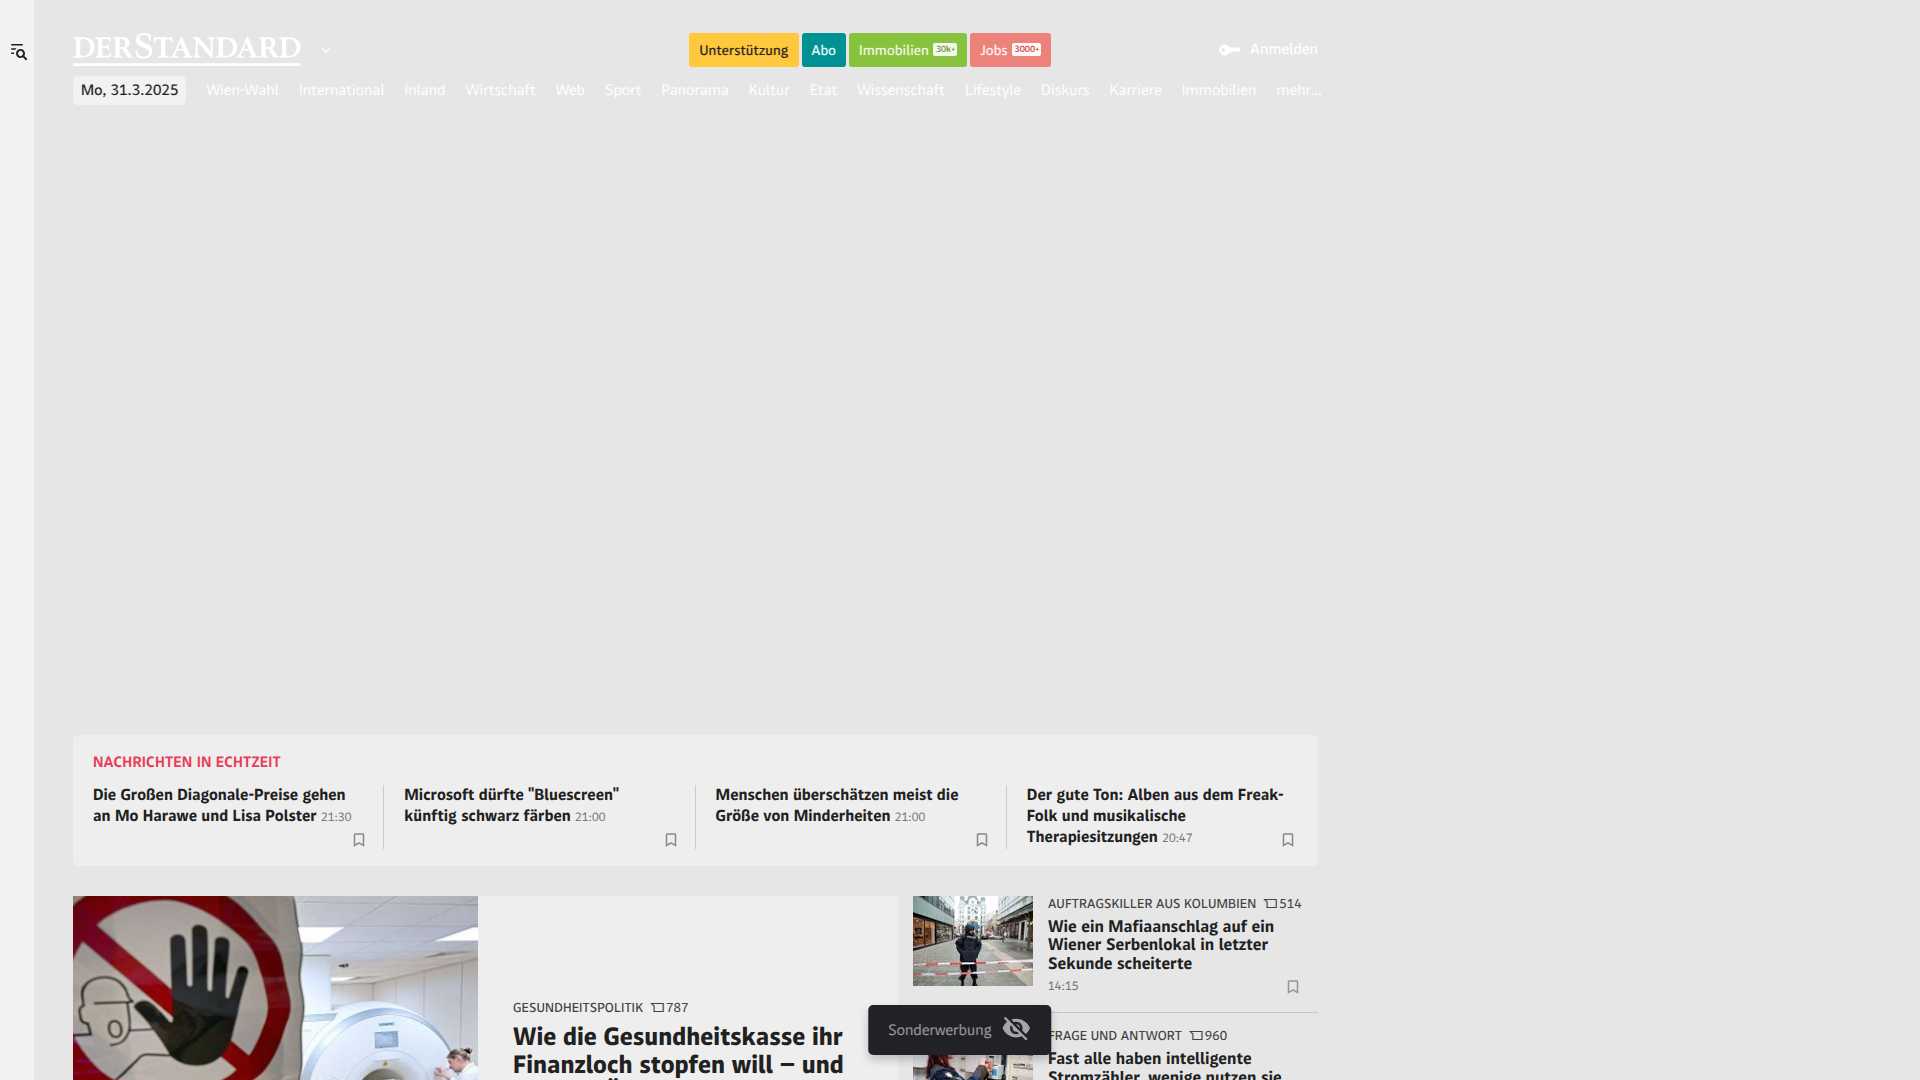 DERSTANDARD
Unterstützung Abo Immobilien 30k+ Jobs 3000+
Anmelden
Mo, 31.3.2025 Wien-Wahl International Inland Wirtschaft Web Sport Panorama Kultur Etat Wissenschaft Lifestyle Diskurs Karriere Immobilien mehr...
NACHRICHTEN IN ECHTZEIT
Die Großen Diagonale-Preise gehen
an Mo Harawe und Lisa Polster 21:30
Microsoft dürfte "Bluescreen"
künftig schwarz färben 21:00
Menschen überschätzen meist die
Größe von Minderheiten 21:00
Der gute Ton: Alben aus dem Freak-
Folk und musikalische
Therapiesitzungen 20:47
GESUNDHEITSPOLITIK 787
Wie die Gesundheitskasse ihr
Finanzloch stopfen will – und
AUFTRAGSKILLER AUS KOLUMBIEN 514
Wie ein Mafiaanschlag auf ein
Wiener Serbenlokal in letzter
Sekunde scheiterte
14:15
FRAGE UND ANTWORT 960
Fast alle haben intelligente
Stromzähler, wenige nutzen sie
Sonderwerbung